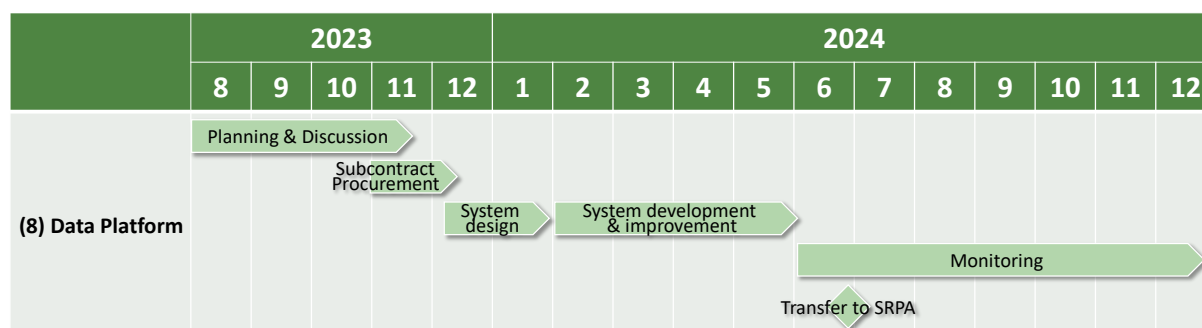 2023 2024
8 9 10 11 12 1 2 3 4 5 6 7 8 9 10 11 12
Planning & Discussion
Subcontract
Procurement
(8) Data Platform
System
design
System development
& improvement
Monitoring
Transfer to SRPA